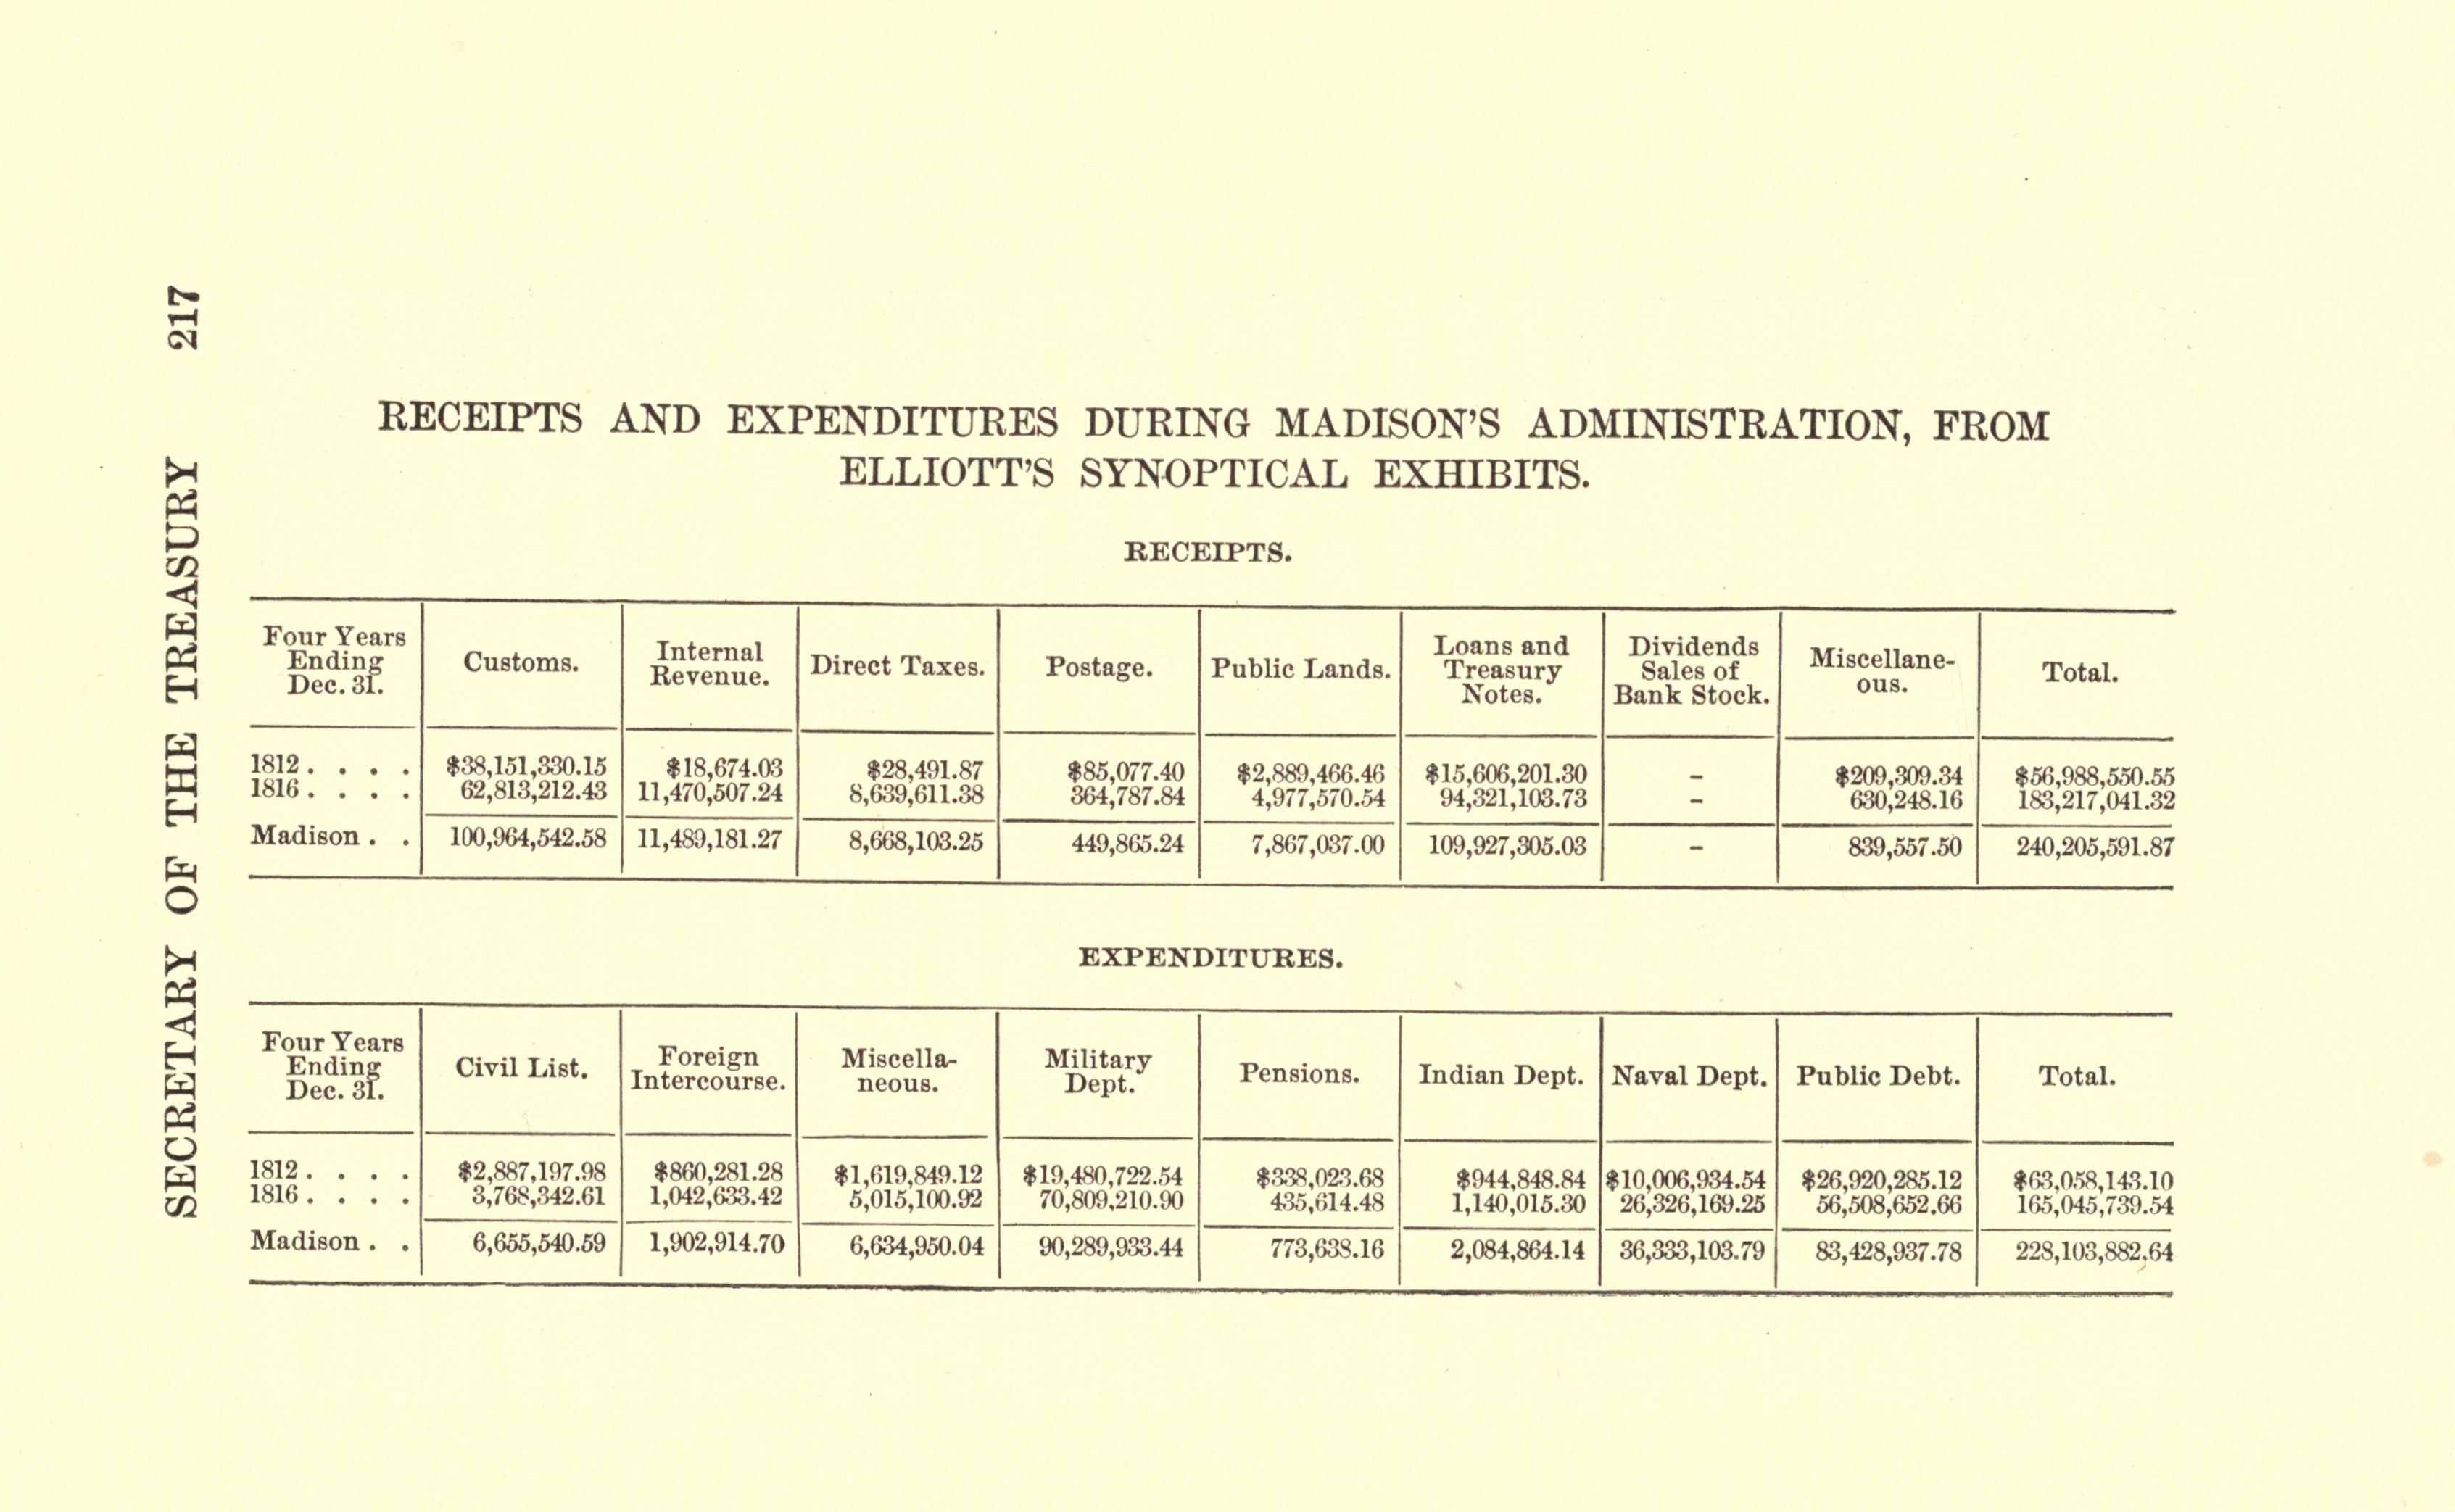 SECRETARY OF THE TREASURY 217
RECEIPTS AND EXPENDITURES DURING MADISON'S ADMINISTRATION, FROM
ELLIOTT'S SYNOPTICAL EXHIBITS.
RECEIPTS.
Four Years Ending Dec. 31. Customs. Internal Revenue. Direct Taxes. Postage. Public Lands. Loans and Treasury Notes. Dividends Sales of Bank Stock. Miscellane-ous. Total.
1812. . . . $38,151,330.15 $18,674.03 $28,491.87 $85,077.40 $2,889,466.46 $15,606,201.30 – $209,309.34 $56,988,550.55
1816. . . . 62,813,212.43 11,470,507.24 8,639,611.38 364,787.84 4,977,570.54 94,321,103.73 – 630,248.16 183,217,041.32
Madison . . 100,964,542.58 11,489,181.27 8,668,103.25 449,865.24 7,867,037.00 109,927,305.03 – 839,557.50 240,205,591.87
EXPENDITURES.
Four Years Ending Dec. 31. Civil List. Foreign Intercourse. Miscella-neous. Military Dept. Pensions. Indian Dept. Naval Dept. Public Debt. Total.
1812. . . . $2,887,197.98 $860,281.28 $1,619,849.12 $19,480,722.54 $338,023.68 $944,848.84 $10,006,934.54 $26,920,285.12 $63,058,143.10
1816. . . . 3,768,342.61 1,042,633.42 5,015,100.92 70,809,210.90 435,614.48 1,140,015.30 26,326,169.25 56,508,652.66 165,045,739.54
Madison . . 6,655,540.59 1,902,914.70 6,634,950.04 90,289,933.44 773,638.16 2,084,864.14 36,333,103.79 83,428,937.78 228,103,882,64